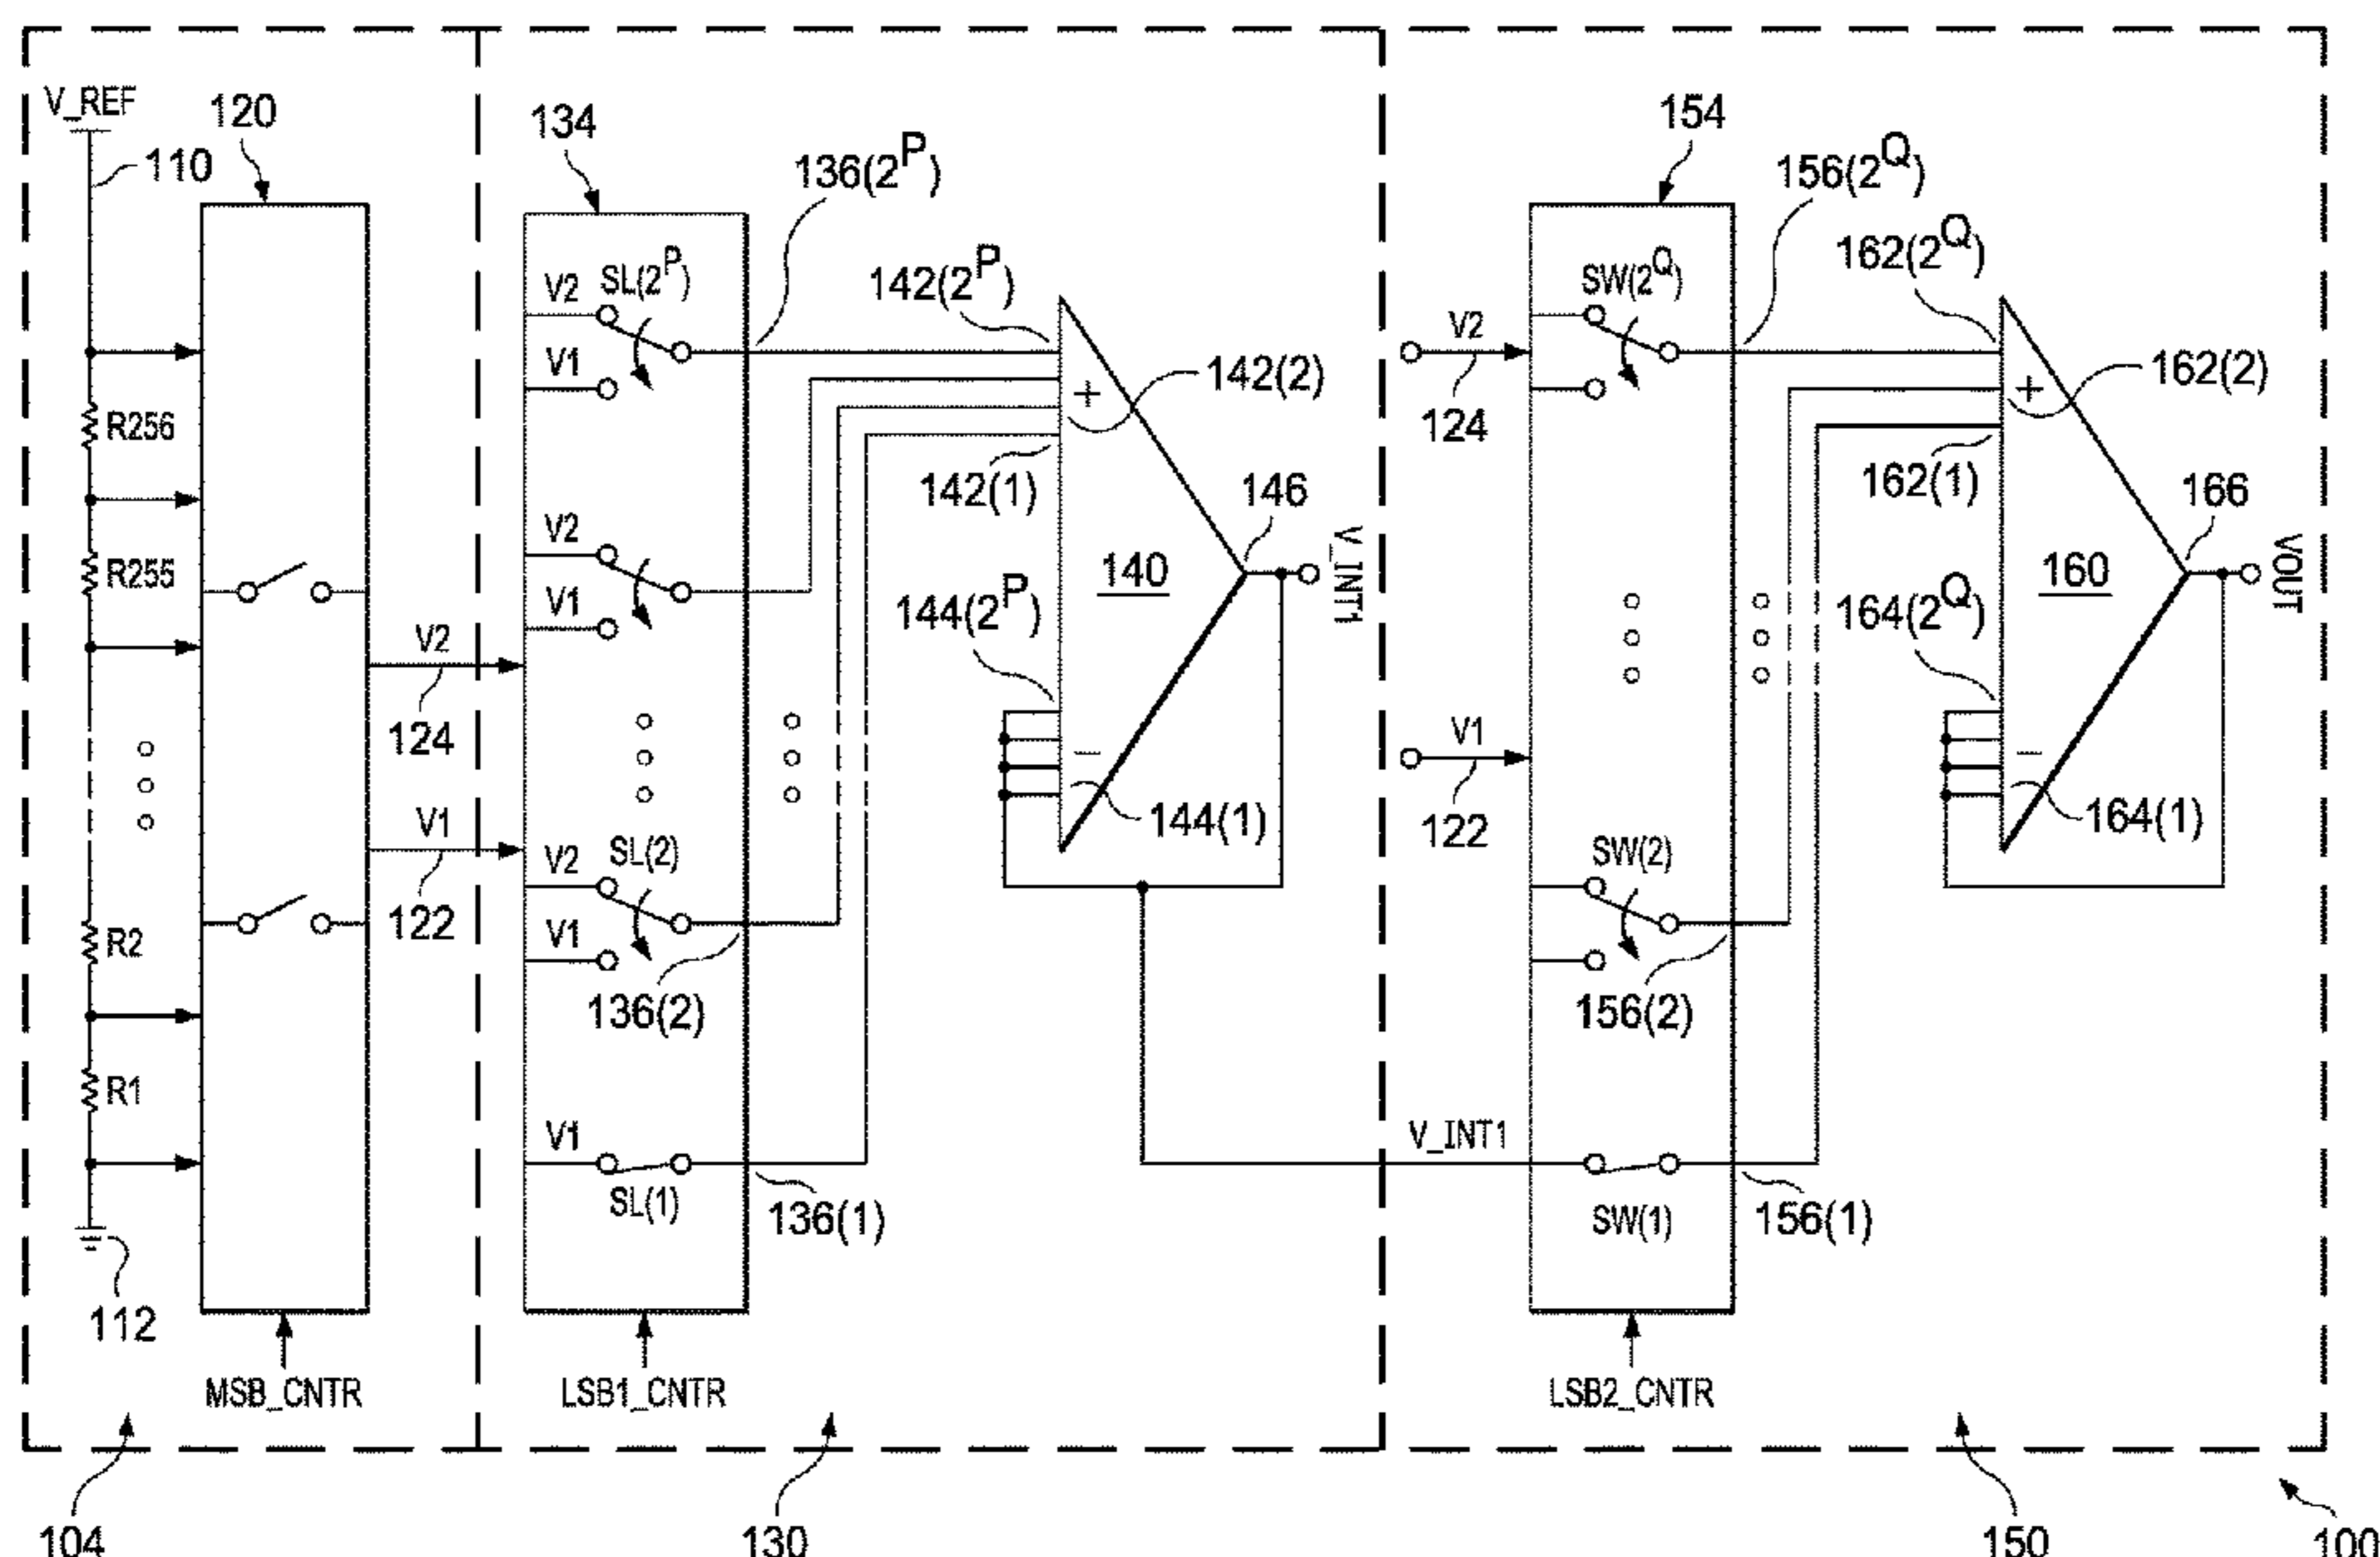 V_REF
110
120
R256
R255
R2
R1
112
MSB_CNTR
104
V2
124
V1
122
134
V2
SL(2^P)
V1
V2
V1
V2
SL(2)
V1
V1
SL(1)
LSB1_CNTR
136(2^P)
136(2)
136(1)
142(2^P)
+
142(2)
142(1)
140
144(2^P)
−
144(1)
146
V_INT1
130
V2
124
V1
122
V_INT1
154
SW(2^Q)
SW(2)
SW(1)
LSB2_CNTR
156(2^Q)
156(2)
156(1)
162(2^Q)
+
162(2)
162(1)
160
164(2^Q)
−
164(1)
166
VOUT
150
100